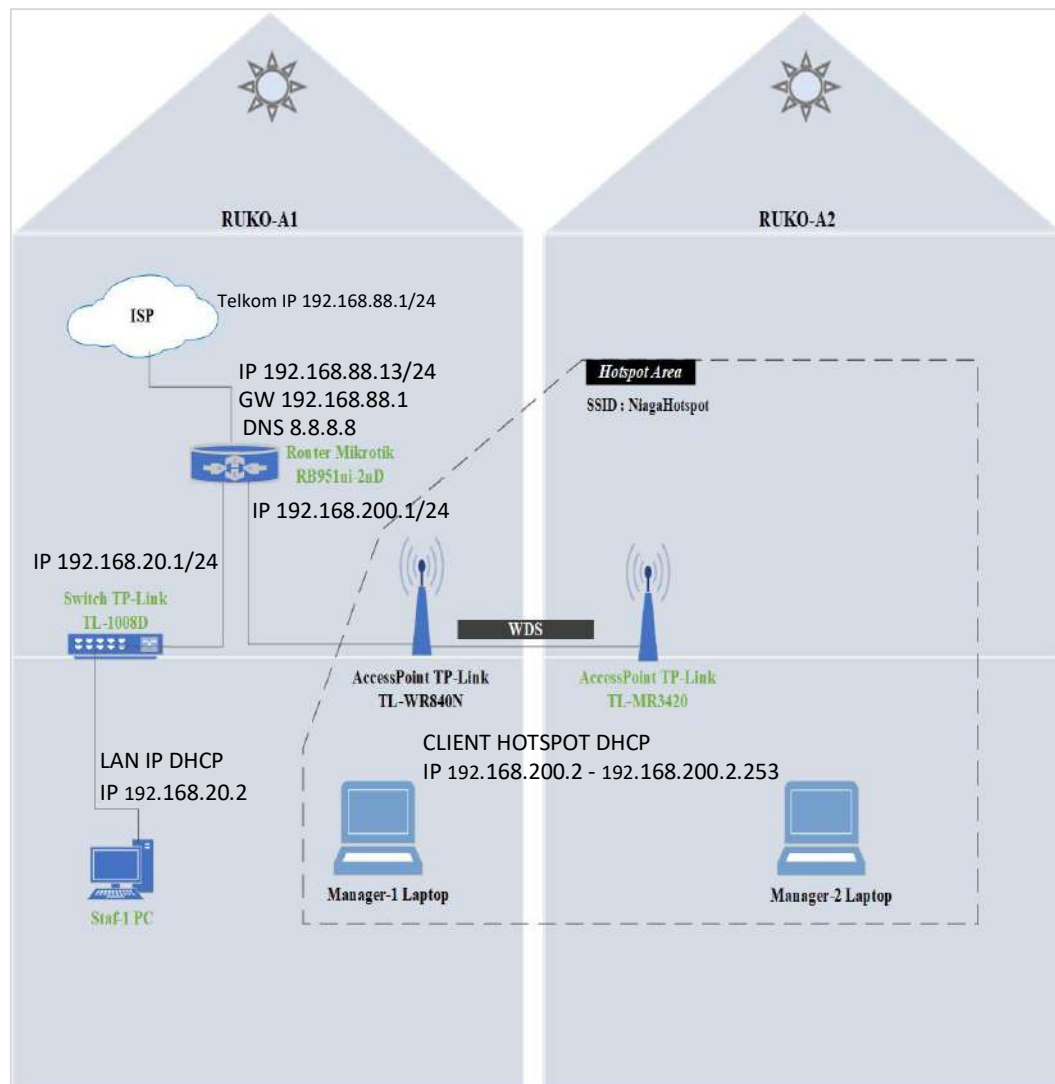 RUKO-A1
RUKO-A2
ISP
Telkom IP 192.168.88.1/24
IP 192.168.88.13/24
GW 192.168.88.1
DNS 8.8.8.8
Router Mikrotik
RB951ui-2nD
IP 192.168.200.1/24
IP 192.168.20.1/24
Switch TP-Link
TL-1008D
Hotspot Area
SSID : NiagaHotspot
WDS
AccessPoint TP-Link
TL-WR840N
AccessPoint TP-Link
TL-MR3420
CLIENT HOTSPOT DHCP
IP 192.168.200.2 - 192.168.200.2.253
LAN IP DHCP
IP 192.168.20.2
Staf-1 PC
Manager-1 Laptop
Manager-2 Laptop